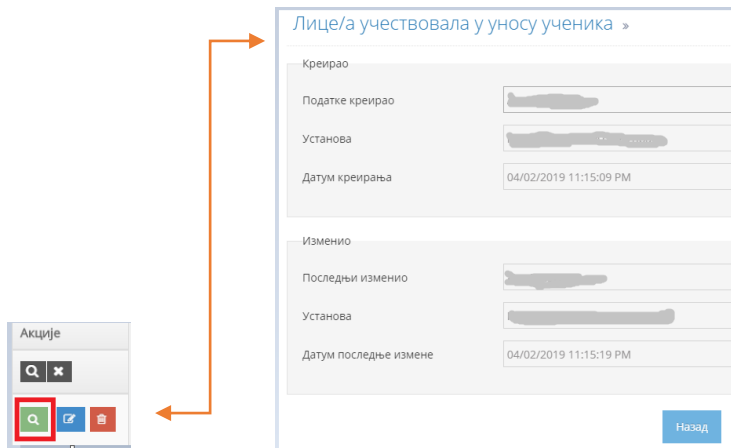 Лице/а учествовала у уносу ученика »
Креирао
Податке креирао
Установа
Датум креирања 04/02/2019 11:15:09 PM
Изменио
Последњи изменио
Установа
Датум последње измене 04/02/2019 11:15:19 PM
Назад
Акције